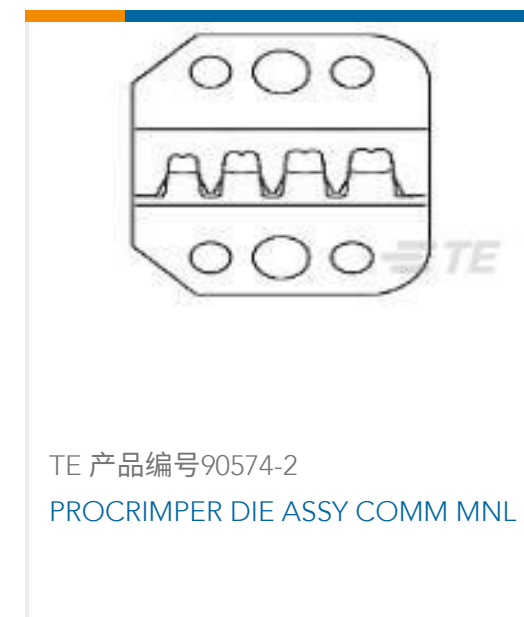 TE
TE 产品编号90574-2
PROCRIMPER DIE ASSY COMM MNL